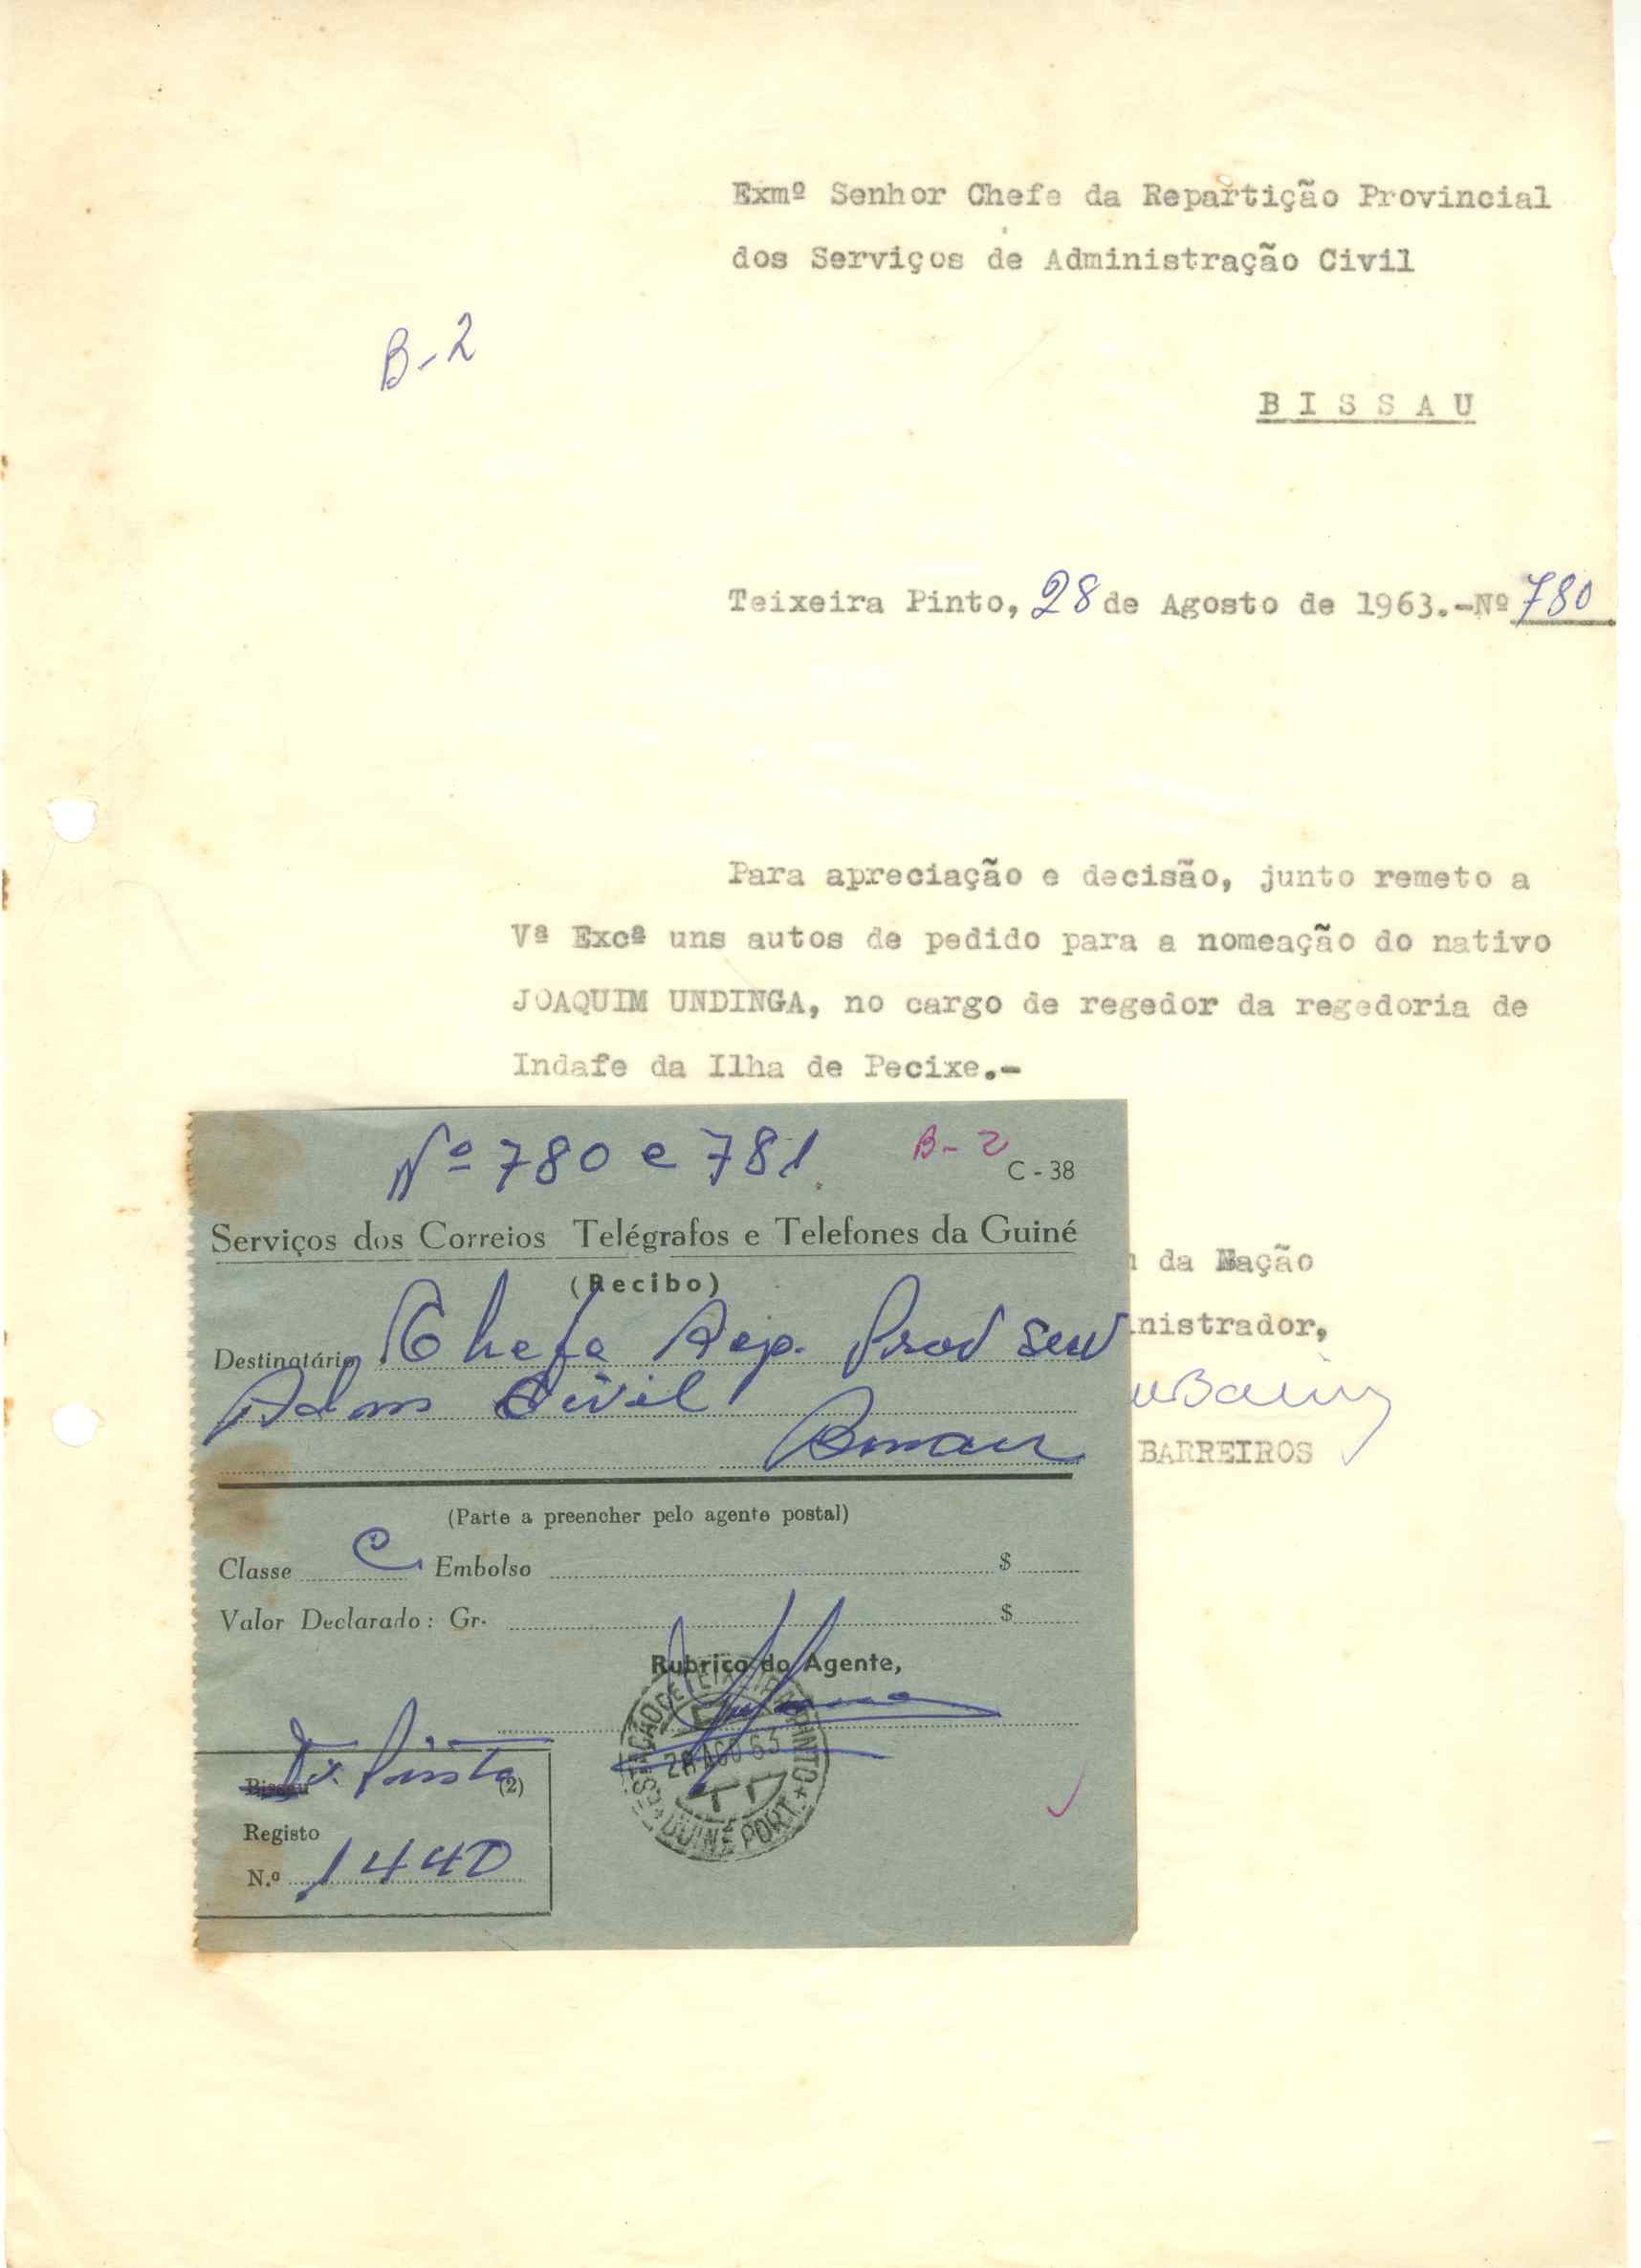 Exmº Senhor Chefe da Repartição Provincial
dos Serviços de Administração Civil
B-2
B I S S A U
Teixeira Pinto, 28 de Agosto de 1963.-Nº 780
Para apreciação e decisão, junto remeto a
Vª Excª uns autos de pedido para a nomeação do nativo
JOAQUIM UNDINGA, no cargo de regedor da regedoria de
Indafe da Ilha de Pecixe.-
da Nação
nistrador,
BARREIROS
Nº 780 e 781
B-2
C-38
Serviços dos Correios Telégrafos e Telefones da Guiné
(Recibo)
Destinatário Chefe Rep. Prov Serv
Adm Civil
Bissau
(Parte a preencher pelo agente postal)
Classe C Embolso $
Valor Declarado: Gr. $
Rubrica do Agente,
ESTAÇÃO DE TEIXEIRA PINTO
28 AGO 63
GUINÉ PORT.
Bissau Tx. Pinto (2)
Registo
N.º 1440